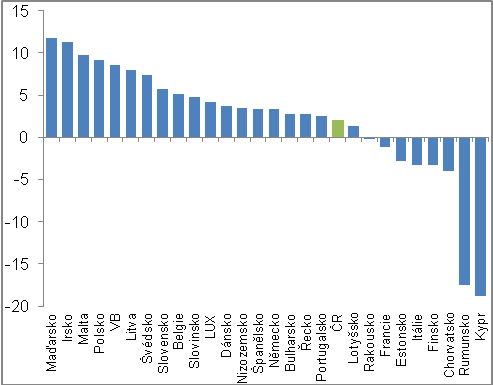 15
10
5
0
-5
-10
-15
-20
Maďarsko
Irsko
Malta
Polsko
VB
Litva
Švédsko
Slovensko
Belgie
Slovinsko
LUX
Dánsko
Nizozemsko
Španělsko
Německo
Bulharsko
Řecko
Portugalsko
ČR
Lotyšsko
Rakousko
Francie
Estonsko
Itálie
Finsko
Chorvatsko
Rumunsko
Kypr